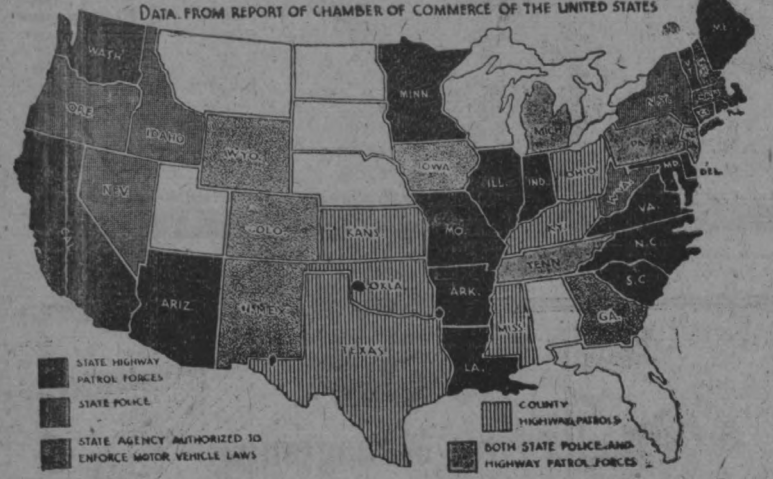 DATA FROM REPORT OF CHAMBER OF COMMERCE OF THE UNITED STATES
WASH.
ORE
IDAHO
WYO.
NEV.
COLO.
ARIZ.
N. MEX.
KANS.
OKLA.
TEXAS
MINN.
IOWA
MO.
ARK.
LA.
ILL.
IND.
MICH.
OHIO
KY.
TENN.
MISS.
GA.
S.C.
N.C.
VA.
MD.
DEL.
N.Y.
STATE HIGHWAY
PATROL FORCES
STATE POLICE
STATE AGENCY AUTHORIZED TO
ENFORCE MOTOR VEHICLE LAWS
COUNTY
HIGHWAY PATROLS
BOTH STATE POLICE AND
HIGHWAY PATROL FORCES